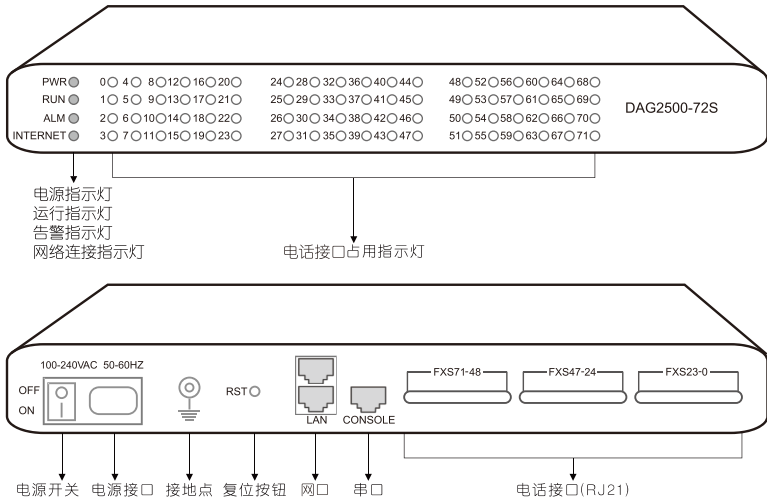 PWR 0 4 8 12 16 20 24 28 32 36 40 44 48 52 56 60 64 68
RUN 1 5 9 13 17 21 25 29 33 37 41 45 49 53 57 61 65 69
DAG2500-72S
ALM 2 6 10 14 18 22 26 30 34 38 42 46 50 54 58 62 66 70
INTERNET 3 7 11 15 19 23 27 31 35 39 43 47 51 55 59 63 67 71
电源指示灯
运行指示灯
告警指示灯
网络连接指示灯
电话接口占用指示灯
100-240VAC 50-60HZ
FXS71-48 FXS47-24 FXS23-0
OFF
ON
RST
LAN
CONSOLE
电源开关 电源接口 接地点 复位按钮 网口 串口 电话接口(RJ21)